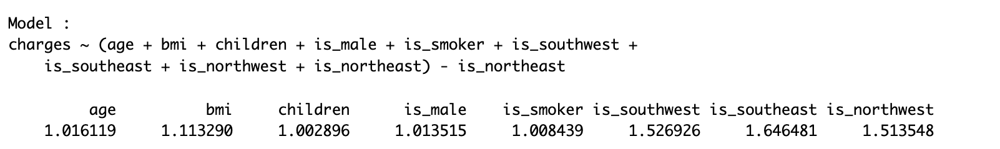 Model :
charges ~ (age + bmi + children + is_male + is_smoker + is_southwest +
is_southeast + is_northwest + is_northeast) - is_northeast
age bmi children is_male is_smoker is_southwest is_southeast is_northwest
1.016119 1.113290 1.002896 1.013515 1.008439 1.526926 1.646481 1.513548